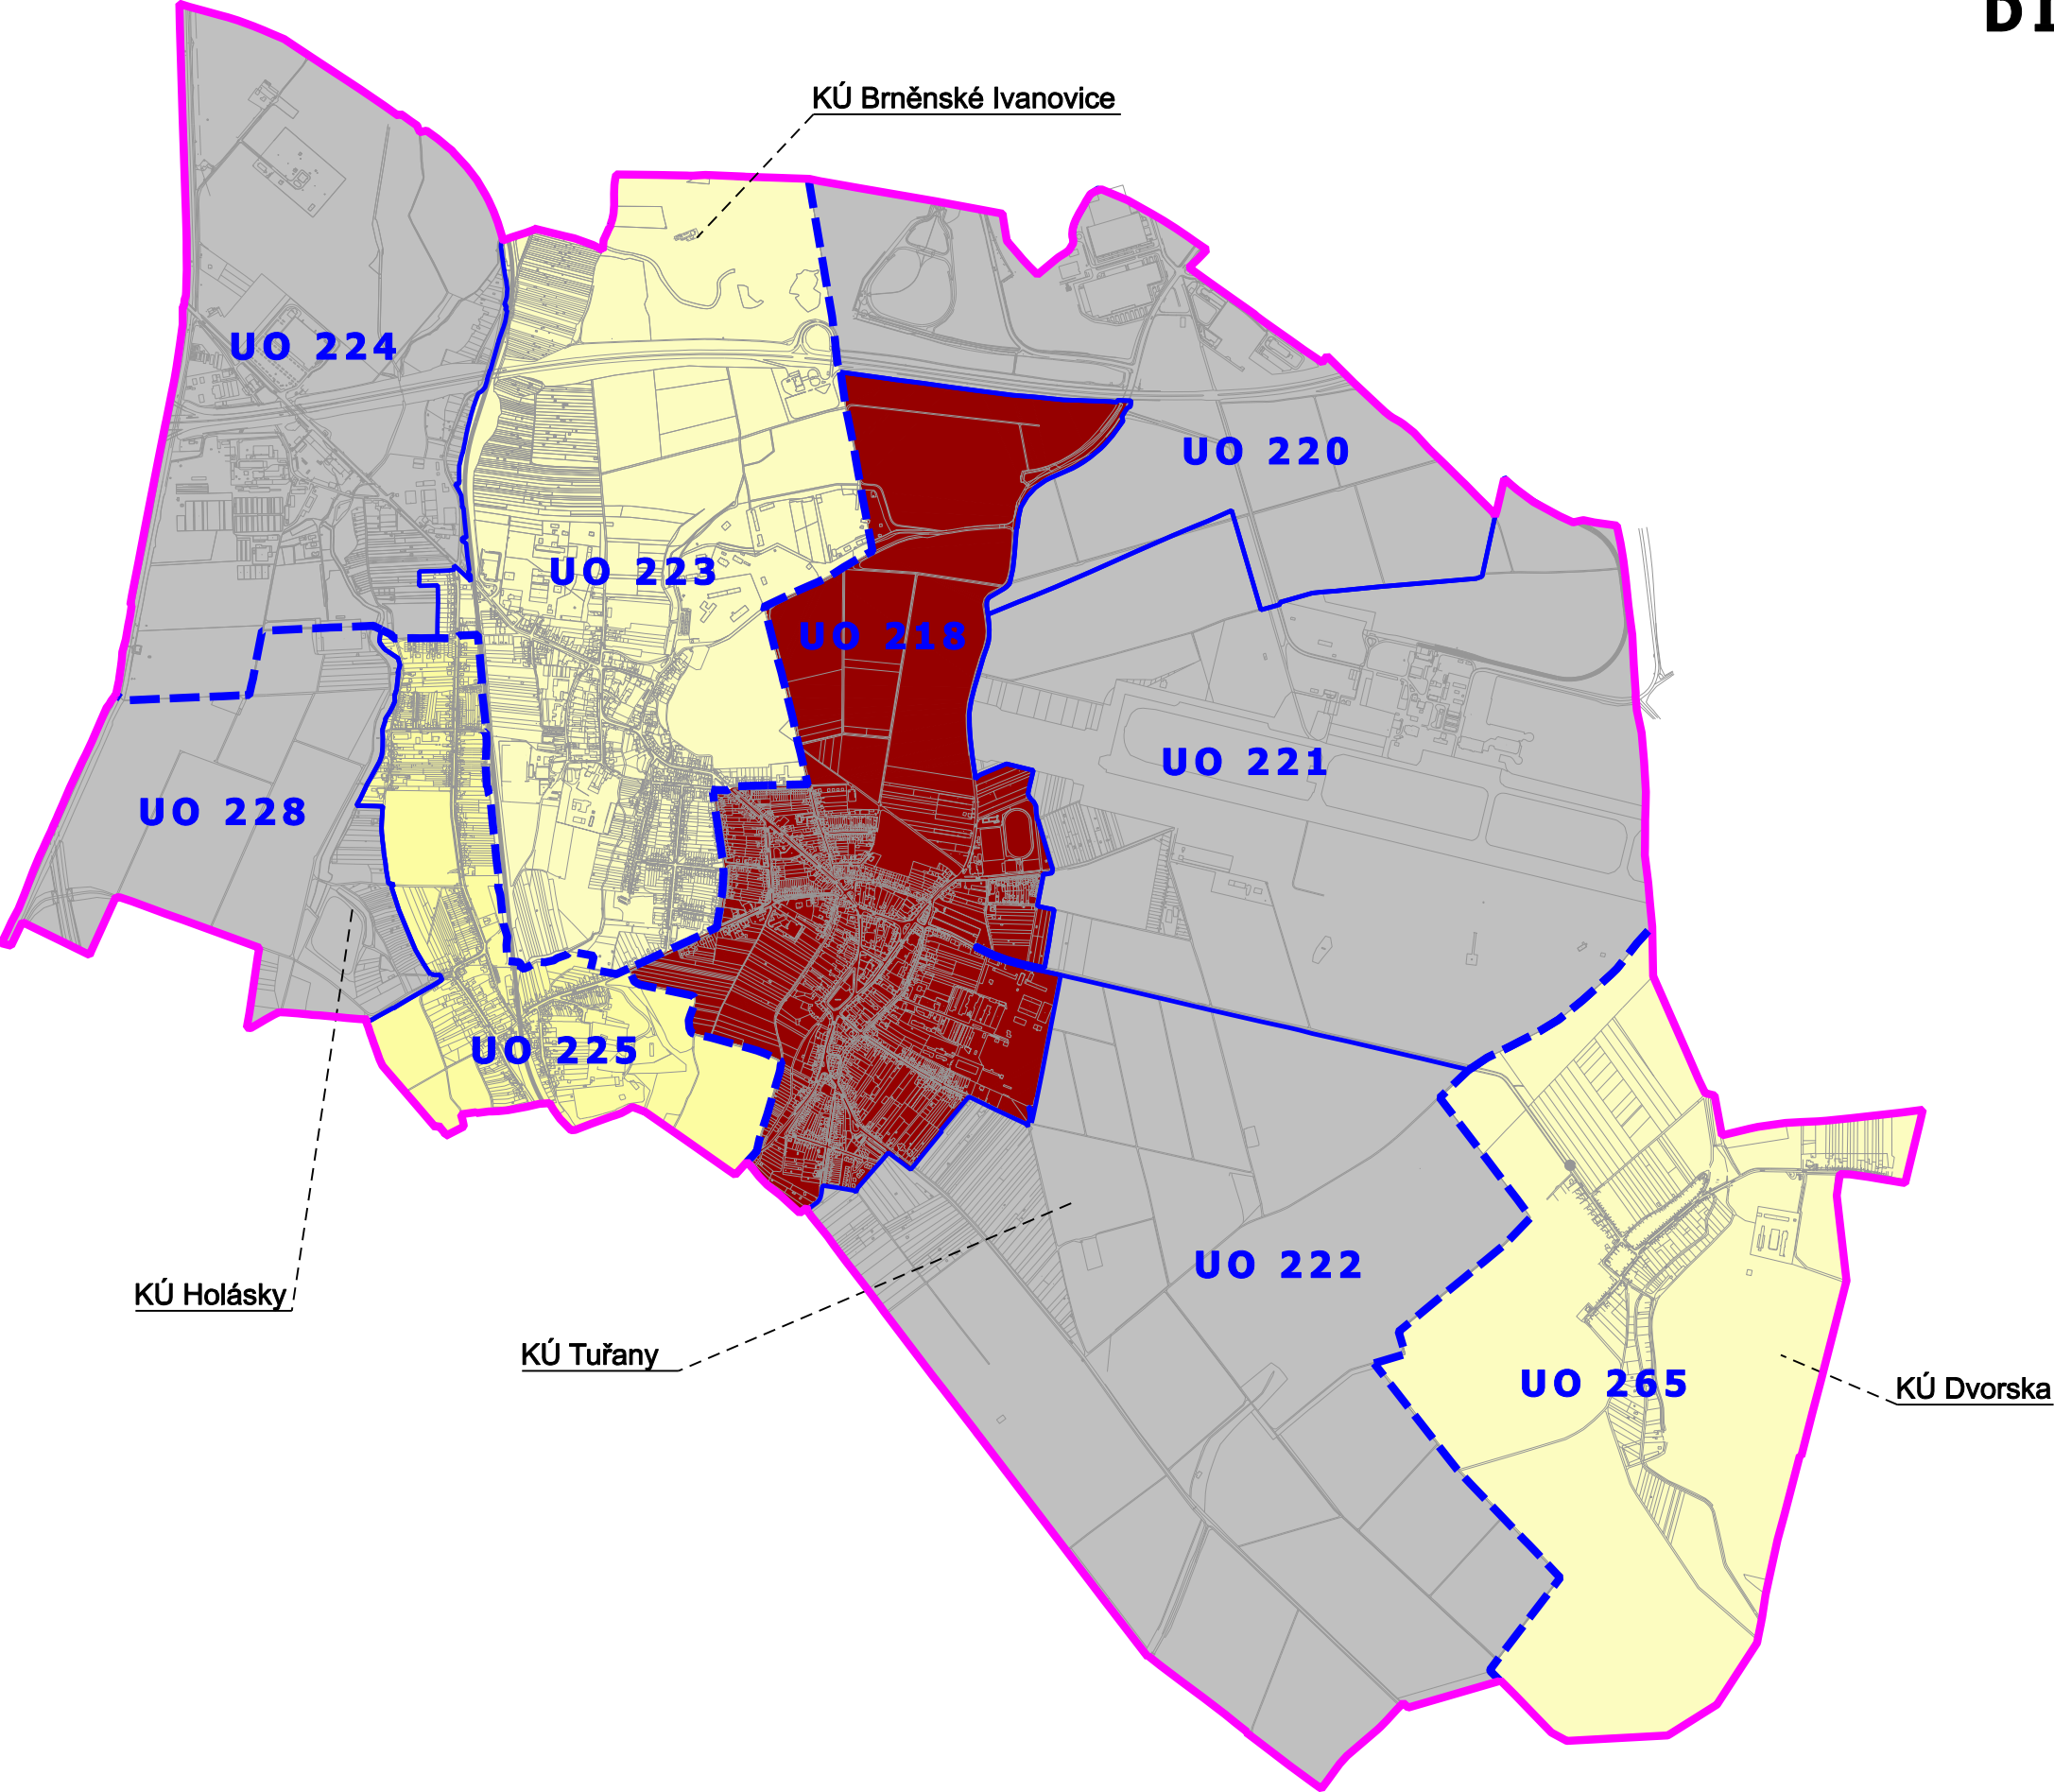 KÚ Brněnské Ivanovice
UO 224
UO 220
UO 223
UO 218
UO 221
UO 228
UO 225
UO 222
KÚ Holásky
KÚ Tuřany
UO 265
KÚ Dvorska